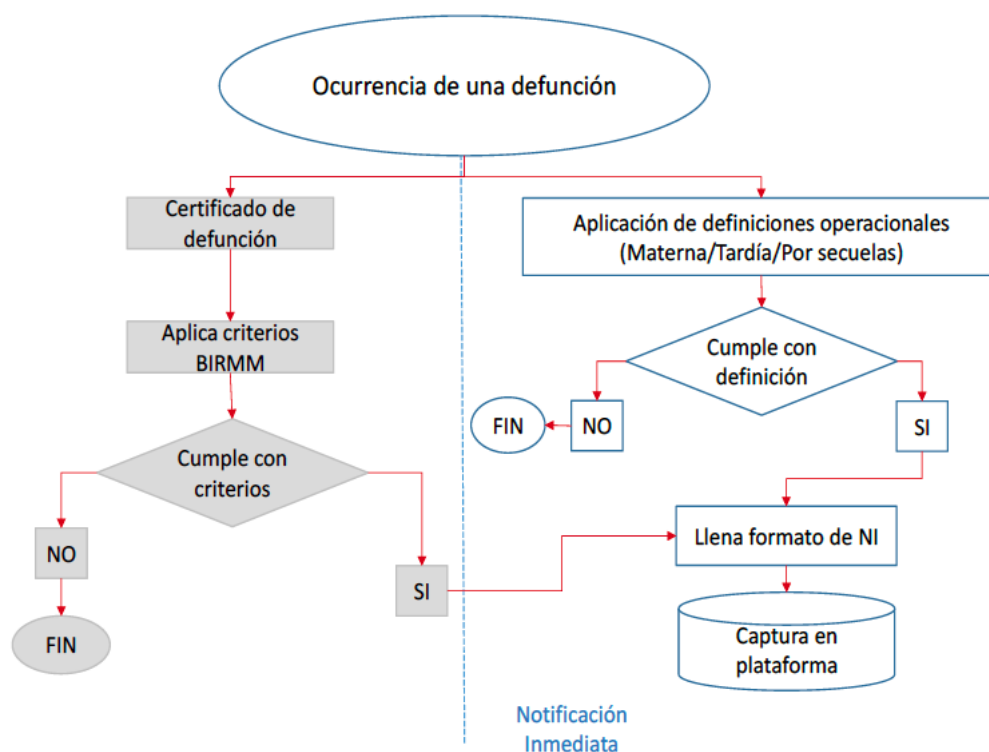 Ocurrencia de una defunción
Certificado de
defunción
Aplica criterios
BIRMM
Cumple con
criterios
NO
FIN
SI
Aplicación de definiciones operacionales
(Materna/Tardía/Por secuelas)
Cumple con
definición
FIN
NO
SI
Llena formato de NI
Captura en
plataforma
Notificación
Inmediata